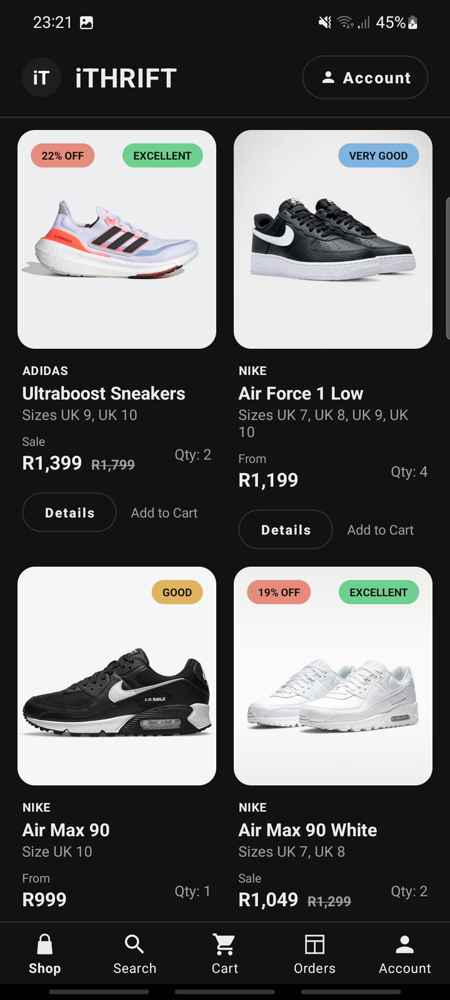 23:21
45%
iT iTHRIFT
Account
22% OFF
EXCELLENT
VERY GOOD
ULTRABOOST
ADIDAS
Ultraboost Sneakers
Sizes UK 9, UK 10
Sale
R1,399 R1,799
Qty: 2
Details
Add to Cart
NIKE
Air Force 1 Low
Sizes UK 7, UK 8, UK 9, UK
10
From
R1,199
Qty: 4
Details
Add to Cart
GOOD
19% OFF
EXCELLENT
AIR MAX
NIKE
Air Max 90
Size UK 10
From
R999
Qty: 1
NIKE
Air Max 90 White
Sizes UK 7, UK 8
Sale
R1,049 R1,299
Qty: 2
Shop
Search
Cart
Orders
Account